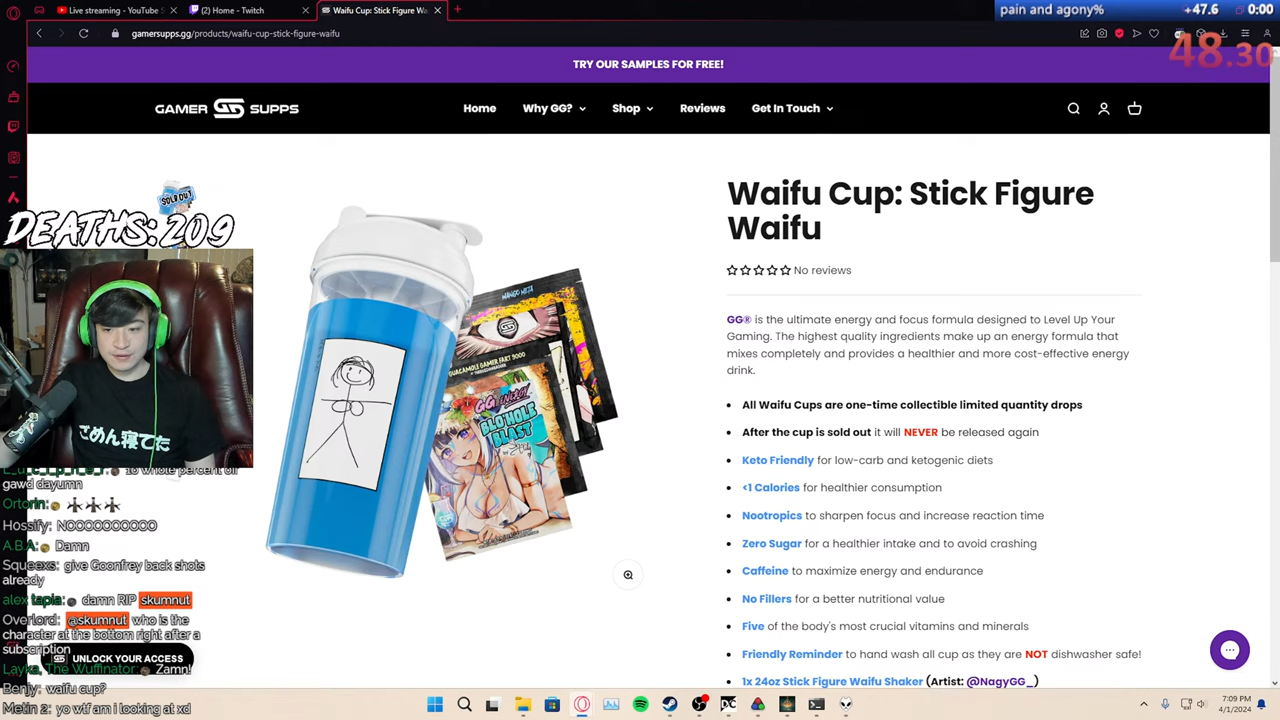 Live streaming - YouTube S
(2) Home - Twitch
Waifu Cup: Stick Figure Wa
pain and agony%
+47.6
0:00
48.30
gamersupps.gg/products/waifu-cup-stick-figure-waifu
TRY OUR SAMPLES FOR FREE!
GAMER GG SUPPS
Home
Why GG?
Shop
Reviews
Get In Touch
SOLD OUT
DEATHS: 209
Waifu Cup: Stick Figure
Waifu
No reviews
GG® is the ultimate energy and focus formula designed to Level Up Your
Gaming. The highest quality ingredients make up an energy formula that
mixes completely and provides a healthier and more cost-effective energy
drink.
All Waifu Cups are one-time collectible limited quantity drops
After the cup is sold out it will NEVER be released again
Keto Friendly for low-carb and ketogenic diets
<1 Calories for healthier consumption
Nootropics to sharpen focus and increase reaction time
Zero Sugar for a healthier intake and to avoid crashing
Caffeine to maximize energy and endurance
No Fillers for a better nutritional value
Five of the body's most crucial vitamins and minerals
Friendly Reminder to hand wash all cup as they are NOT dishwasher safe!
1x 24oz Stick Figure Waifu Shaker (Artist: @NagyGG_)
GUACAMOLE GAMER FART 9000
GG ENERGY
BLOHOLE
BLAST
ごめん寝てた
whole percent off
gawd dayumn
Ortorin:
Hossify: NOOOOOOOOOO
A.B.A: Damn
Squeexs: give Goonfrey back shots
already
alex tapia: damn RIP skumnut
Overlord: @skumnut who is the
character at the bottom right after a
subscription
UNLOCK YOUR ACCESS
Layka, The Wuffinator: Zamn!
Benjy: waifu cup?
Metin 2: yo wtf am i looking at xd
7:09 PM
4/1/2024